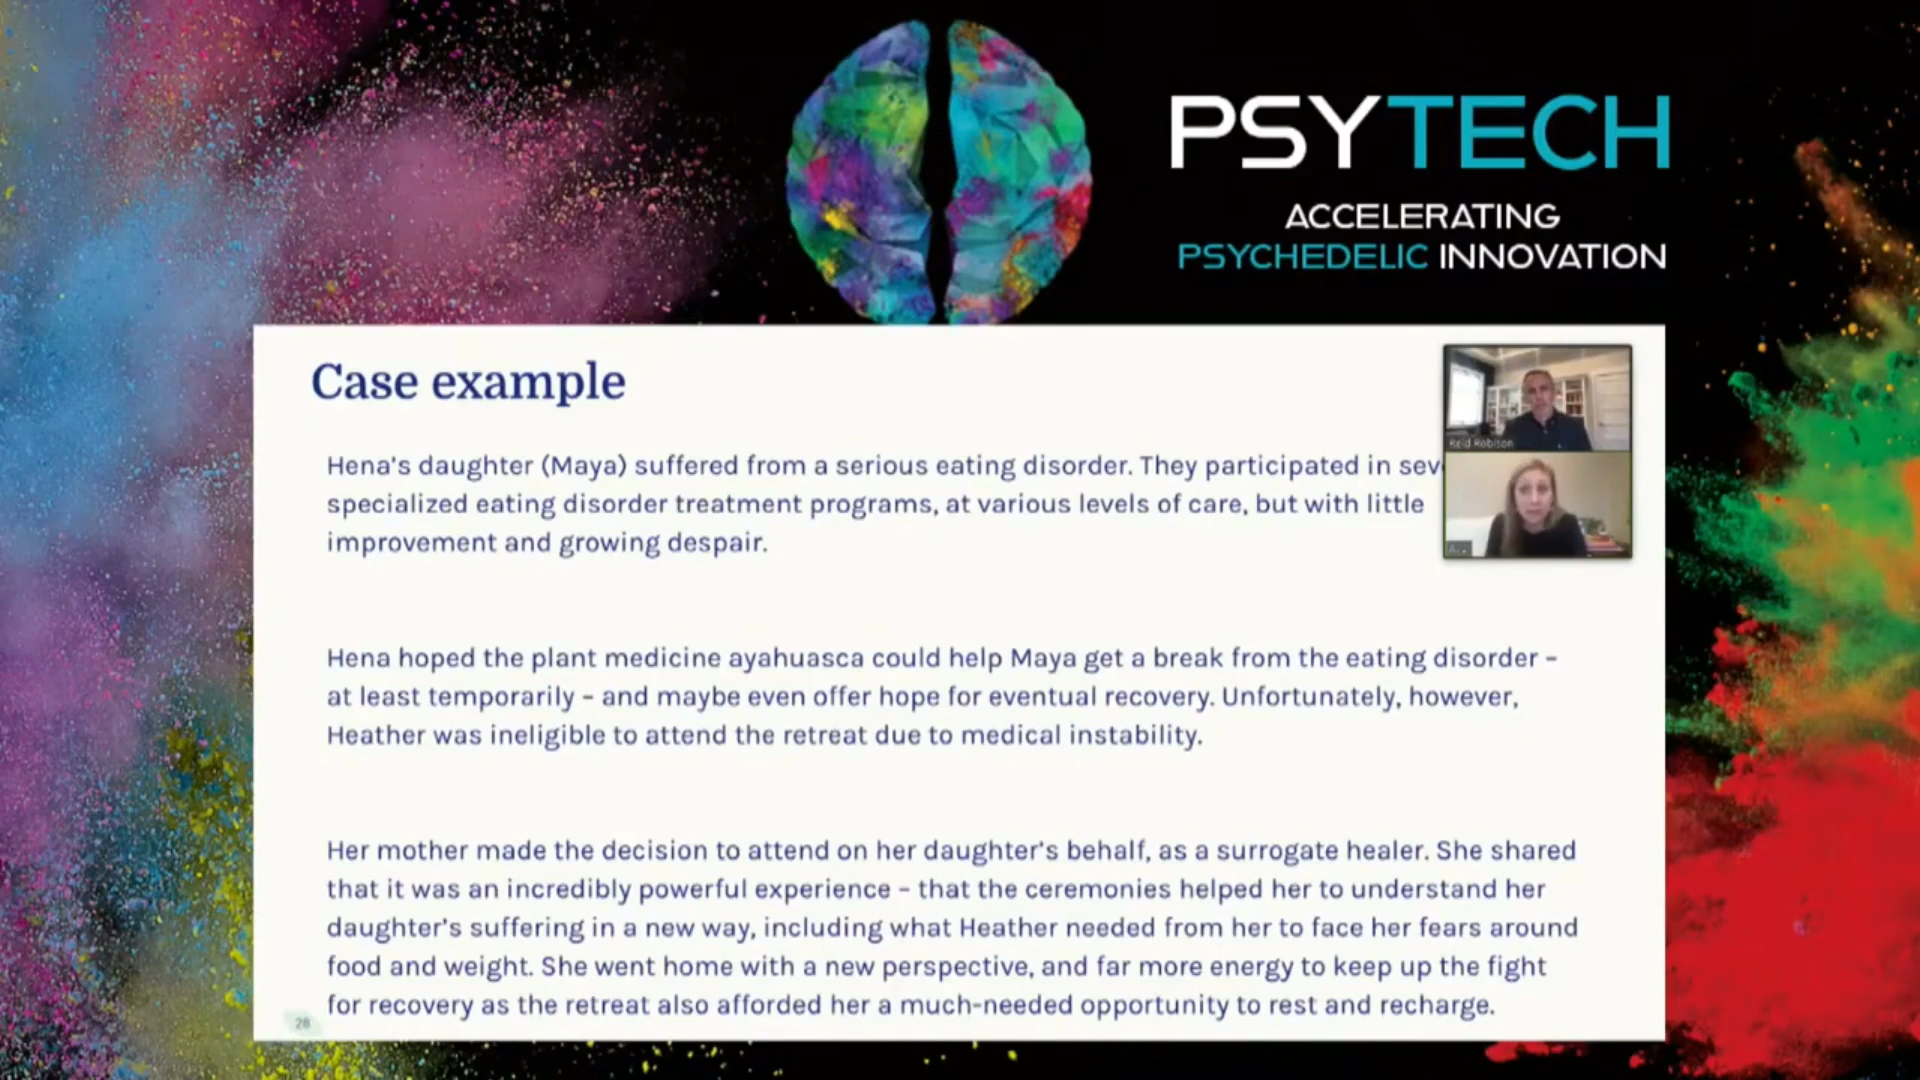 PSYTECH
ACCELERATING
PSYCHEDELIC INNOVATION
Case example
Reid Robison
Hena's daughter (Maya) suffered from a serious eating disorder. They participated in
specialized eating disorder treatment programs, at various levels of care, but with little
improvement and growing despair.
Hena hoped the plant medicine ayahuasca could help Maya get a break from the eating disorder –
at least temporarily – and maybe even offer hope for eventual recovery. Unfortunately, however,
Heather was ineligible to attend the retreat due to medical instability.
Her mother made the decision to attend on her daughter's behalf, as a surrogate healer. She shared
that it was an incredibly powerful experience – that the ceremonies helped her to understand her
daughter's suffering in a new way, including what Heather needed from her to face her fears around
food and weight. She went home with a new perspective, and far more energy to keep up the fight
for recovery as the retreat also afforded her a much-needed opportunity to rest and recharge.
28